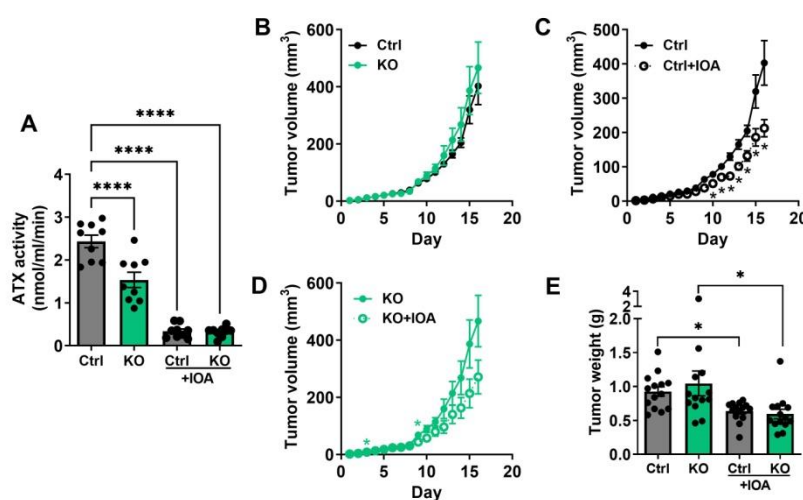 A
ATX activity
(nmol/ml/min)
4
3
2
1
0
****
****
****
Ctrl
KO
Ctrl
KO
+IOA
B
Tumor volume (mm³)
600
400
200
0
Ctrl
KO
0
5
10
15
20
Day
C
Tumor volume (mm³)
500
400
300
200
100
0
Ctrl
Ctrl+IOA
* * * * * * *
0
5
10
15
20
Day
D
Tumor volume (mm³)
600
400
200
0
KO
KO+IOA
* *
0
5
10
15
20
Day
E
Tumor weight (g)
4
2
2.0
1.5
1.0
0.5
0.0
*
*
Ctrl
KO
Ctrl
KO
+IOA